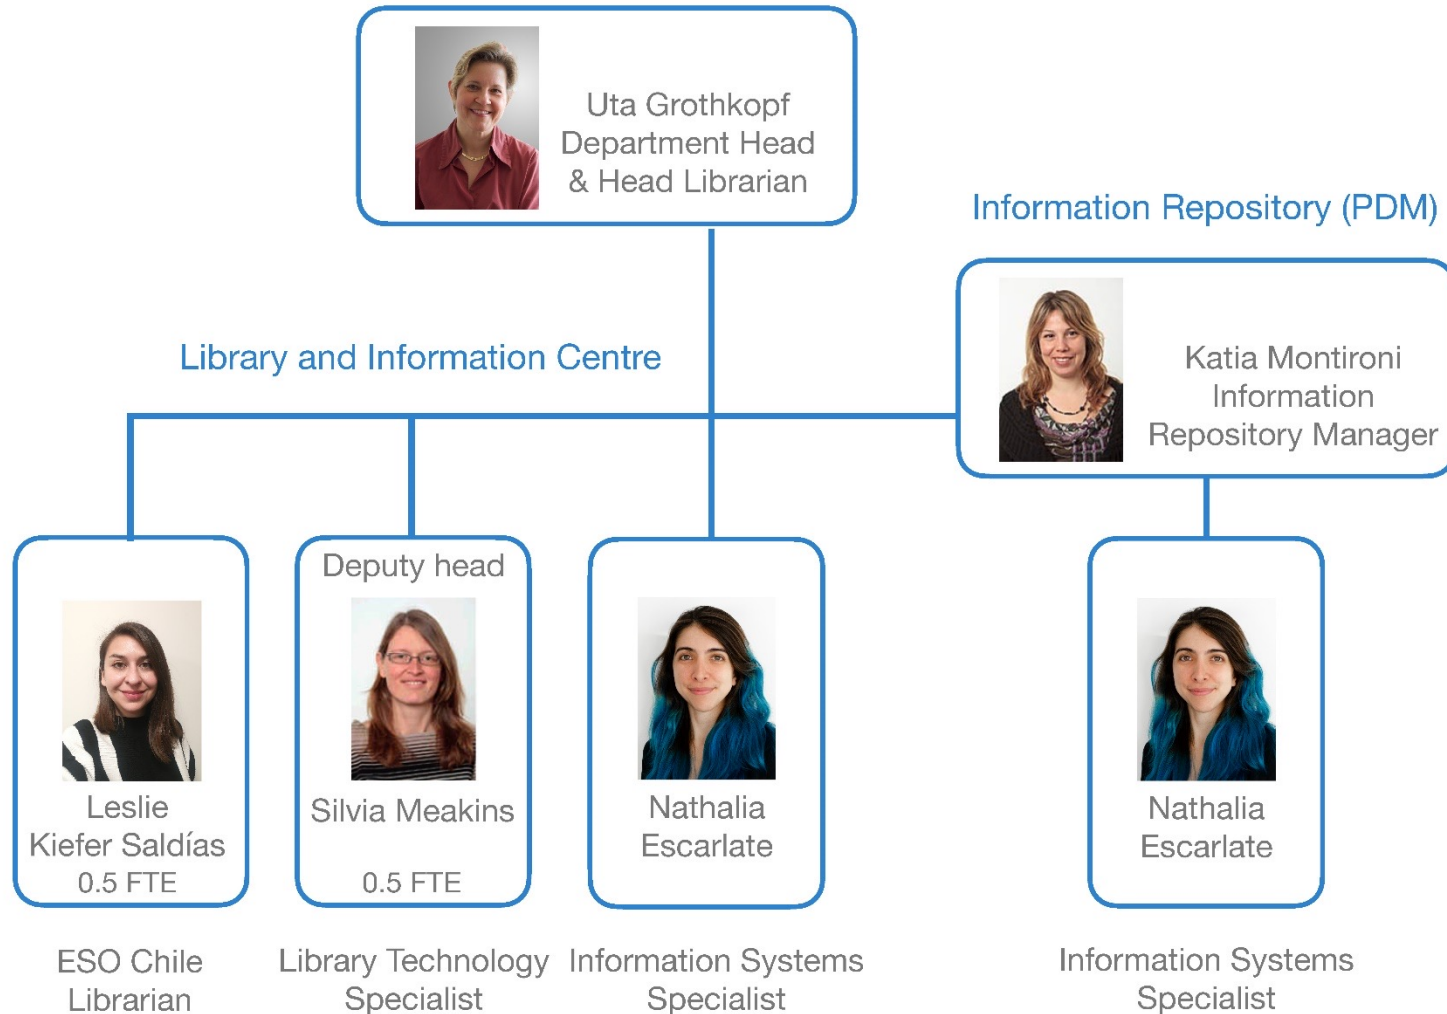 Uta Grothkopf
Department Head
& Head Librarian
Information Repository (PDM)
Katia Montironi
Information
Repository Manager
Library and Information Centre
Leslie
Kiefer Saldías
0.5 FTE
ESO Chile
Librarian
Deputy head
Silvia Meakins
0.5 FTE
Library Technology
Specialist
Nathalia
Escarlate
Information Systems
Specialist
Nathalia
Escarlate
Information Systems
Specialist